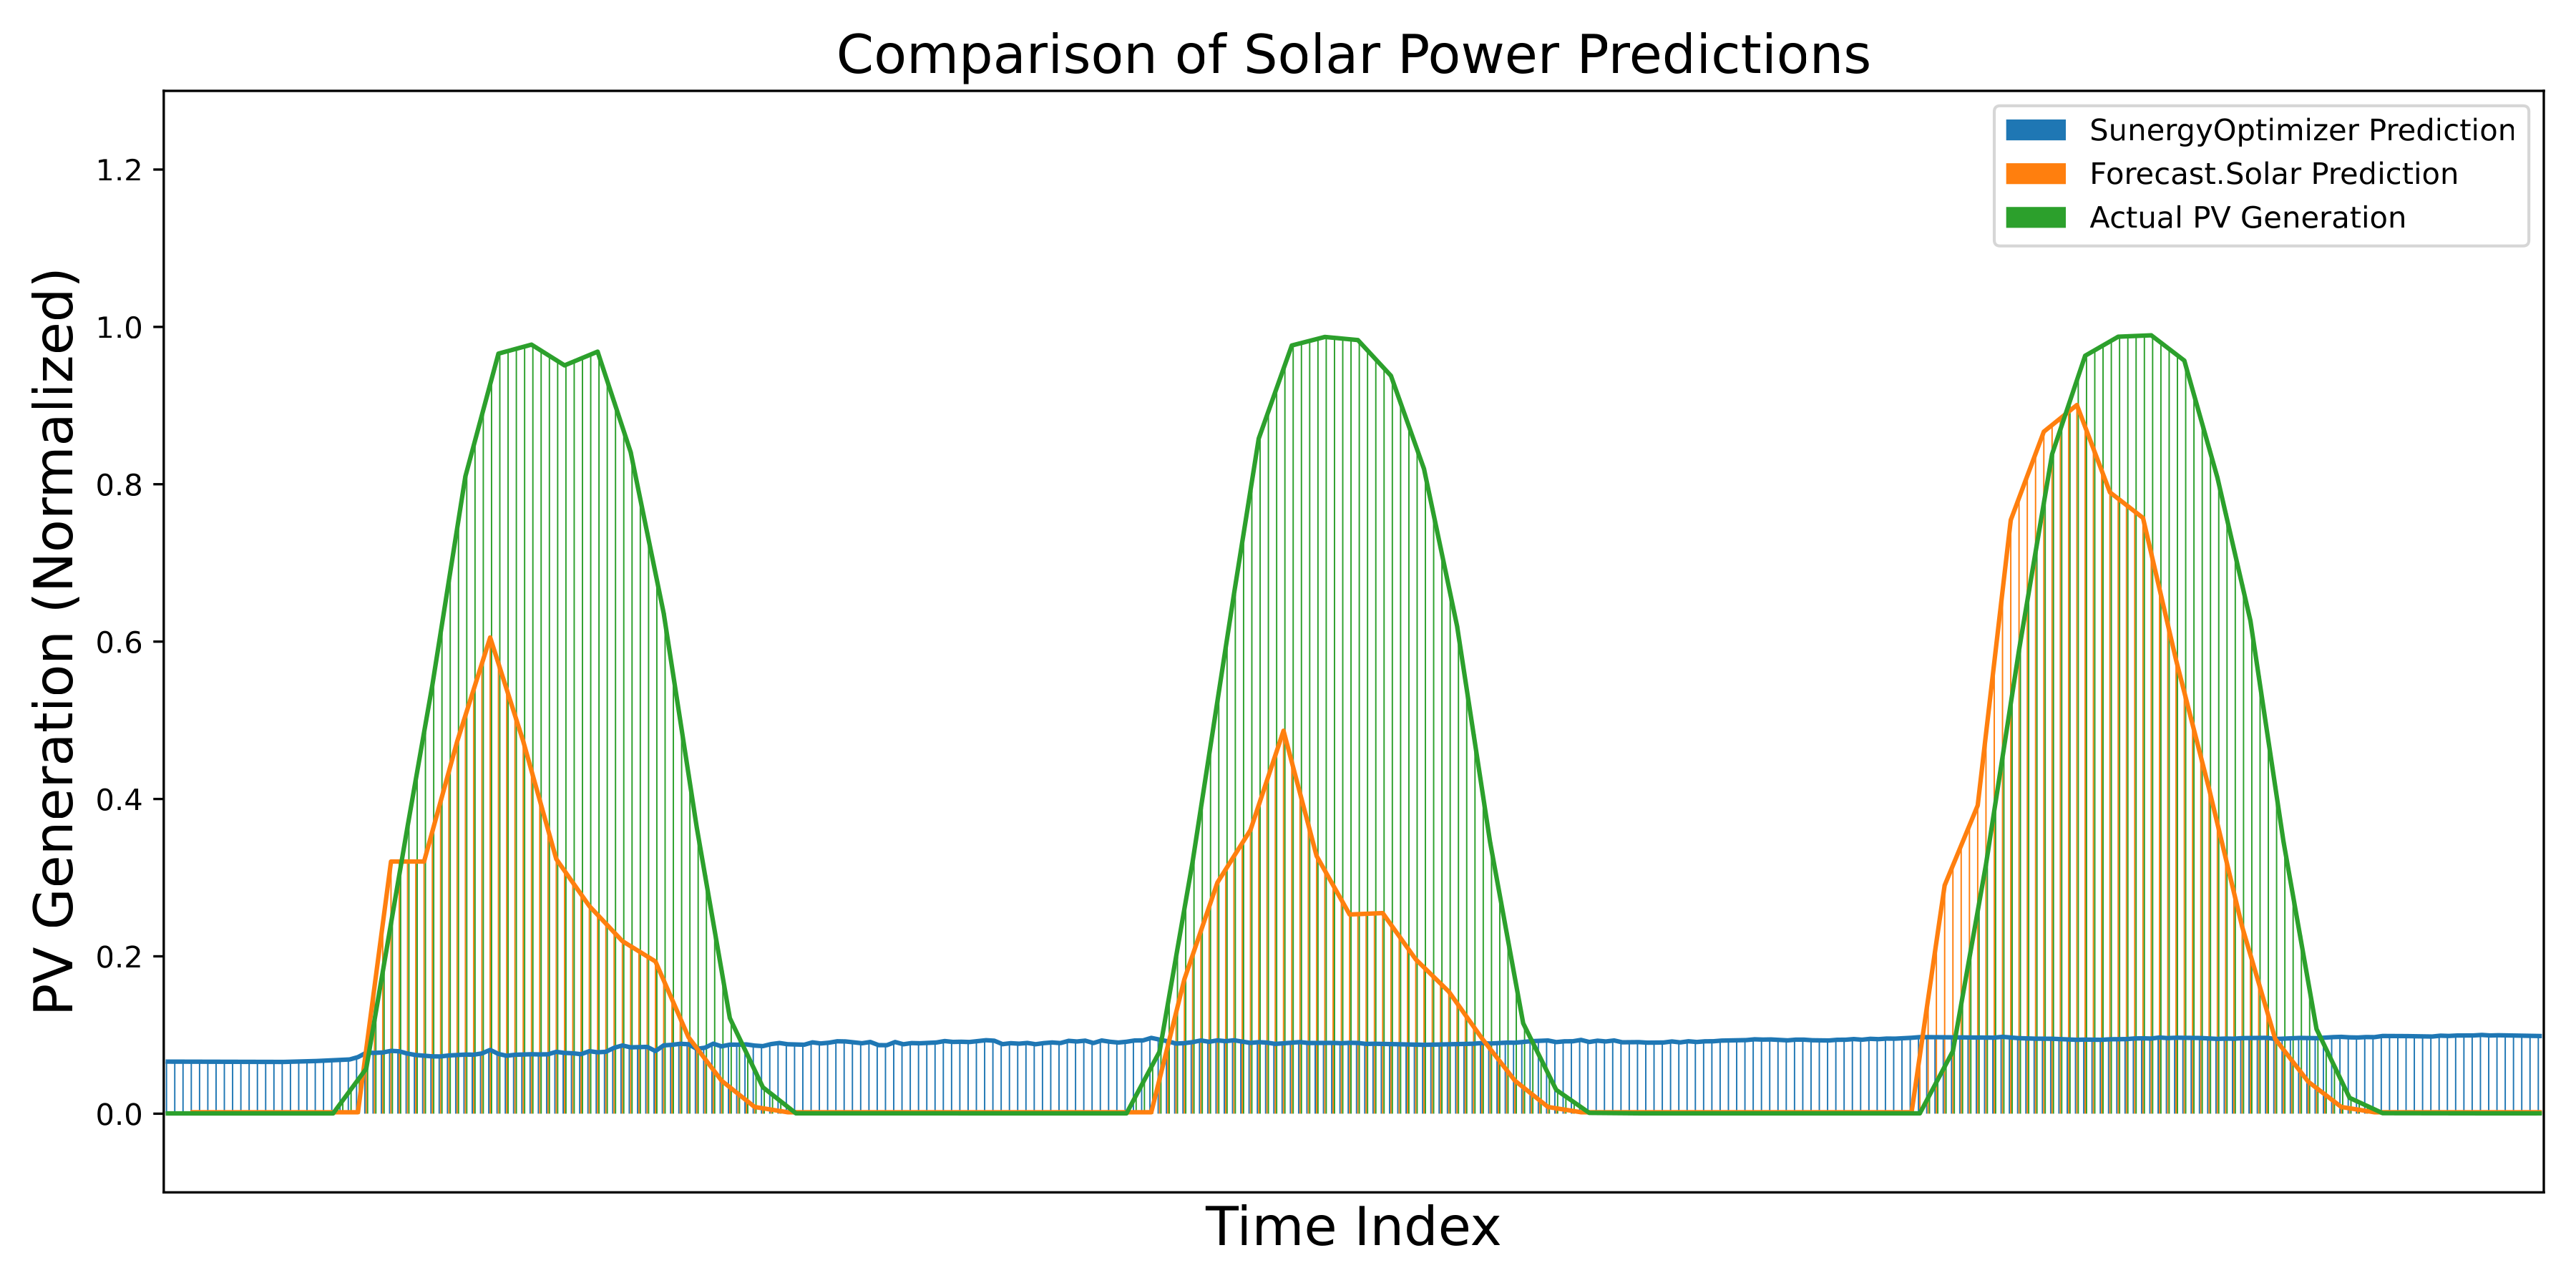 Comparison of Solar Power Predictions
SunergyOptimizer Prediction
Forecast.Solar Prediction
Actual PV Generation
PV Generation (Normalized)
1.2
1.0
0.8
0.6
0.4
0.2
0.0
Time Index